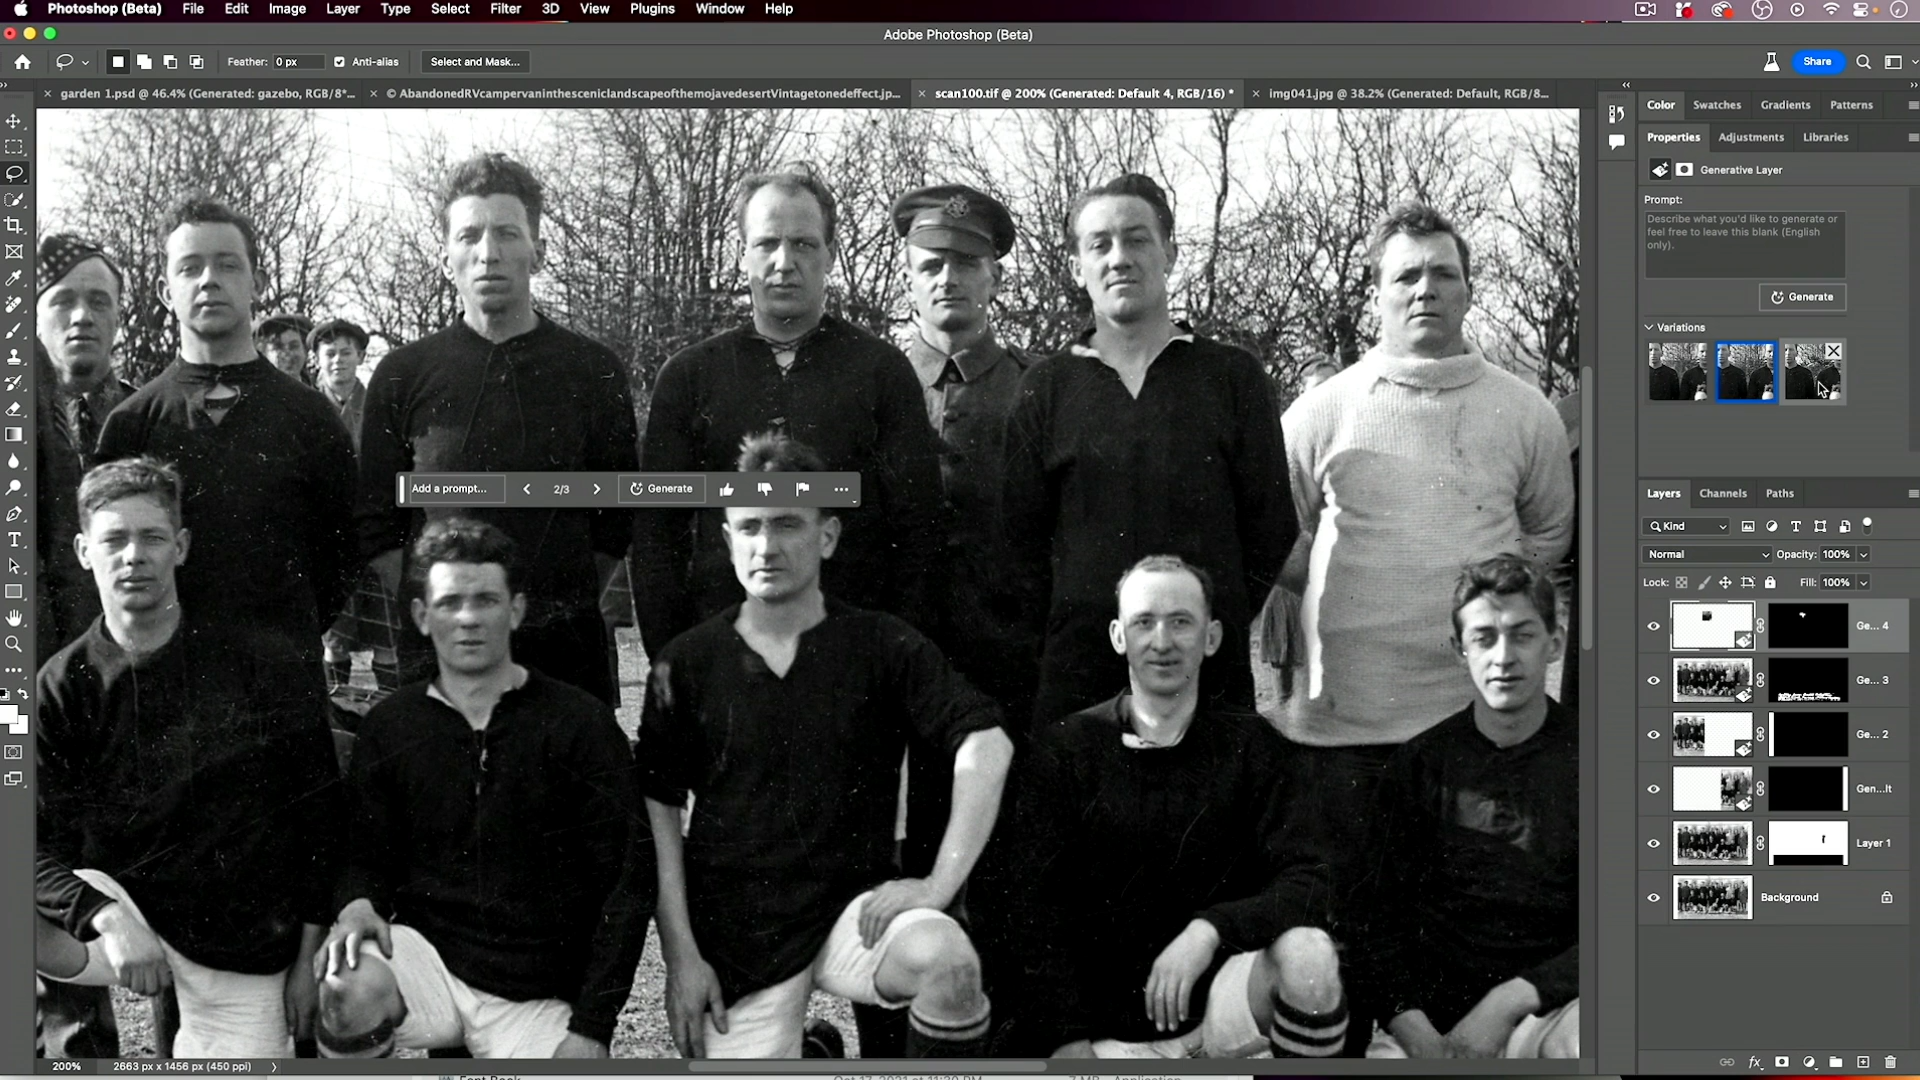 Photoshop (Beta) File Edit Image Layer Type Select Filter 3D View Plugins Window Help
Adobe Photoshop (Beta)
Feather: 0 px Anti-alias Select and Mask... Share
garden 1.psd @ 46.4% (Generated: gazebo, RGB/8*... © AbandonedRVcampervaninthesceniclandscapeofthemojavedesertVintagetonedeffect.jp... scan100.tif @ 200% (Generated: Default 4, RGB/16) * img041.jpg @ 38.2% (Generated: Default, RGB/8...
Color Swatches Gradients Patterns
Properties Adjustments Libraries
Generative Layer
Prompt:
Describe what you'd like to generate or
feel free to leave this blank (English
only).
Generate
Variations
Add a prompt... 2/3 Generate
Layers Channels Paths
Kind
Normal Opacity: 100%
Lock: Fill: 100%
Ge... 4
Ge... 3
Ge... 2
Gen...lt
Layer 1
Background
200% 2663 px x 1456 px (450 ppi)